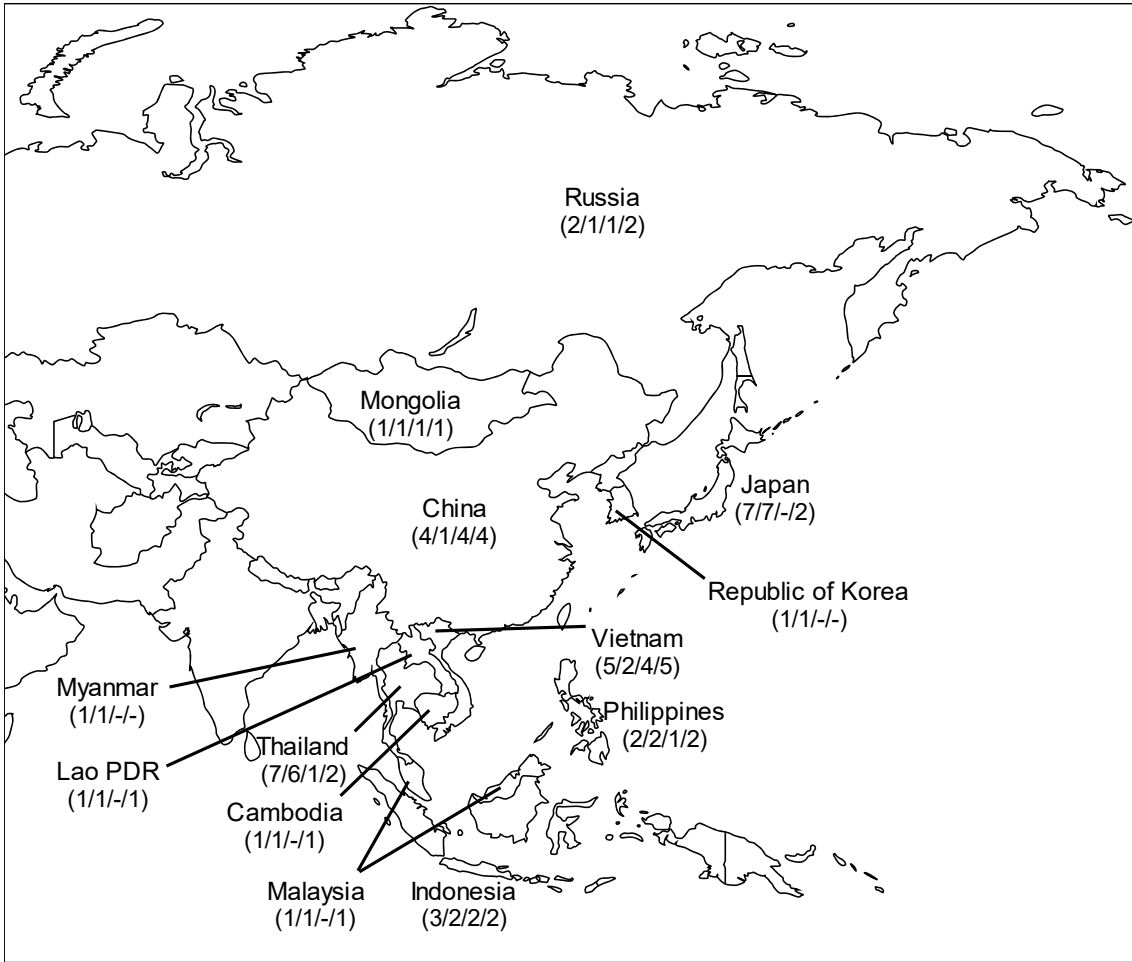 Russia
(2/1/1/2)
Mongolia
(1/1/1/1)
China
(4/1/4/4)
Japan
(7/7/-/2)
Republic of Korea
(1/1/-/-)
Vietnam
(5/2/4/5)
Myanmar
(1/1/-/-)
Philippines
(2/2/1/2)
Thailand
(7/6/1/2)
Lao PDR
(1/1/-/1)
Cambodia
(1/1/-/1)
Malaysia
(1/1/-/1)
Indonesia
(3/2/2/2)